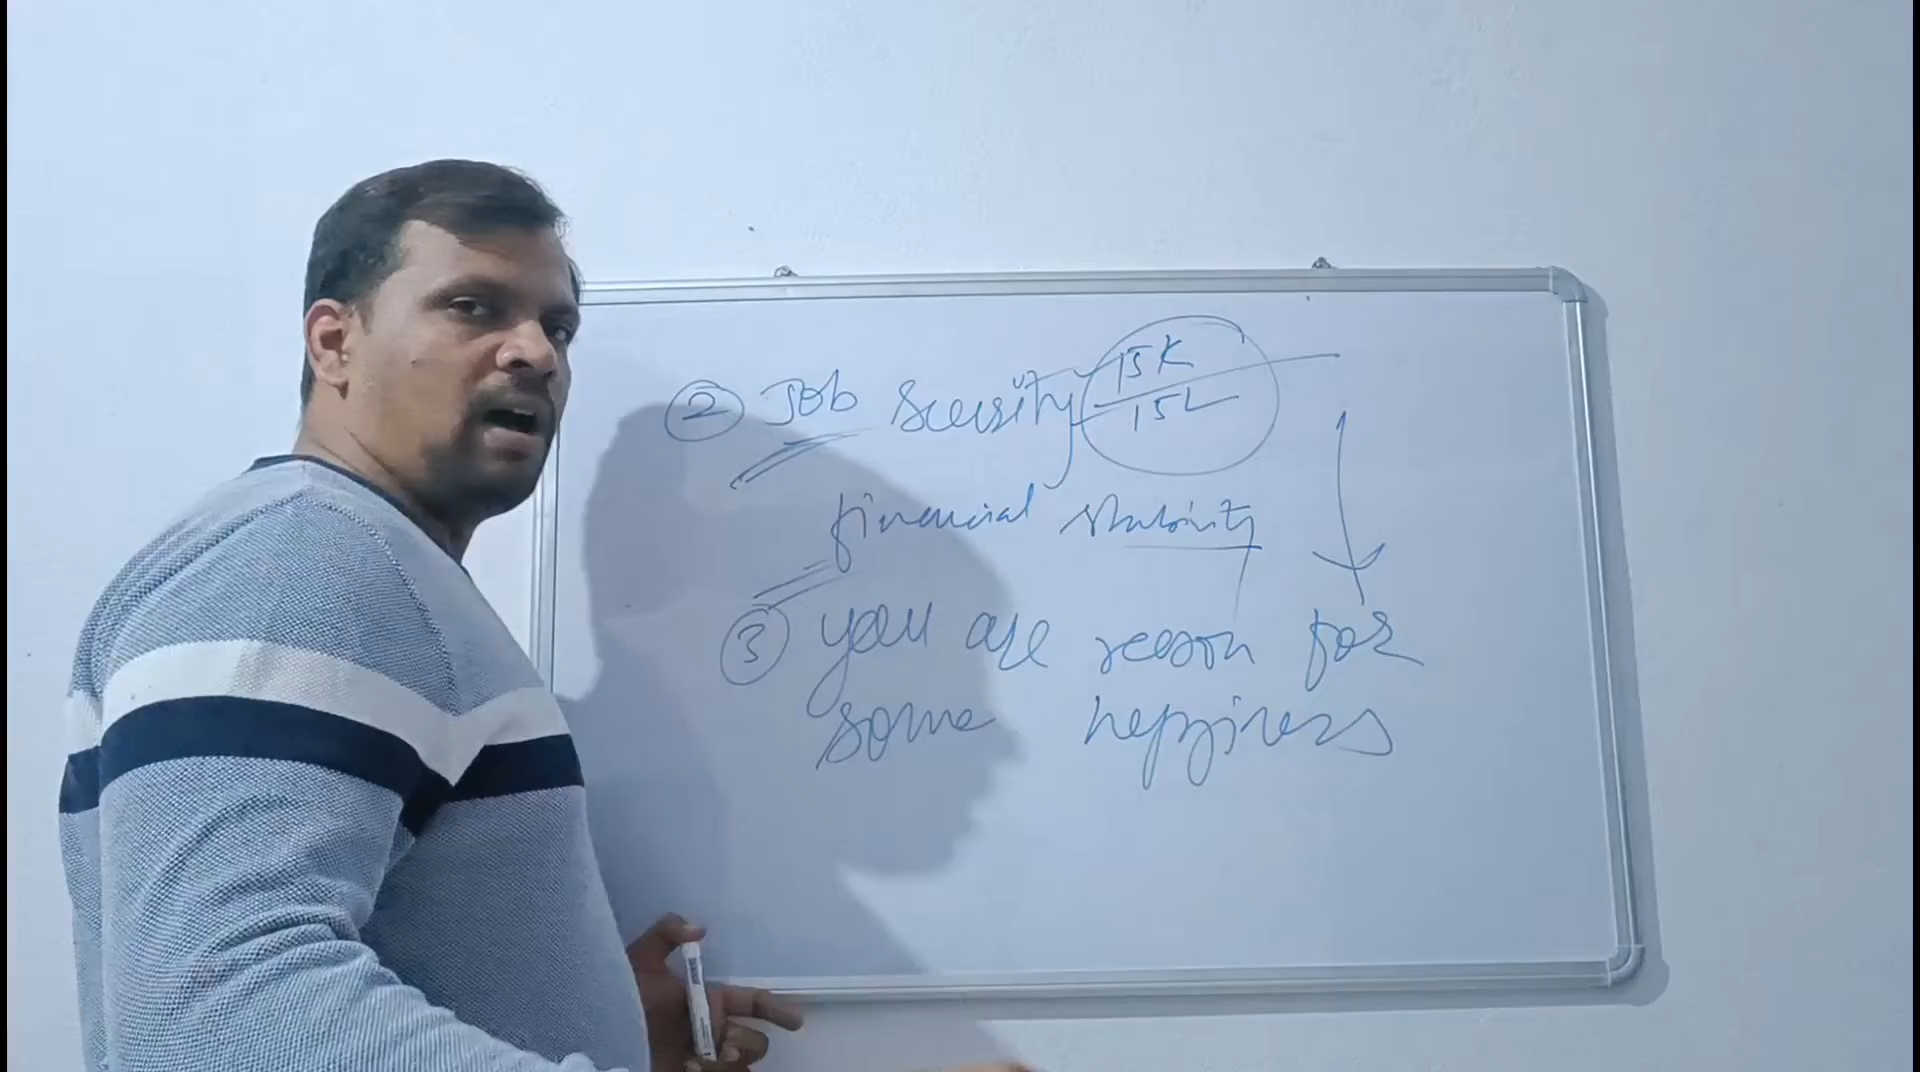 ② Job security 15K
15L
financial stability
③ you are reason for
some happiness